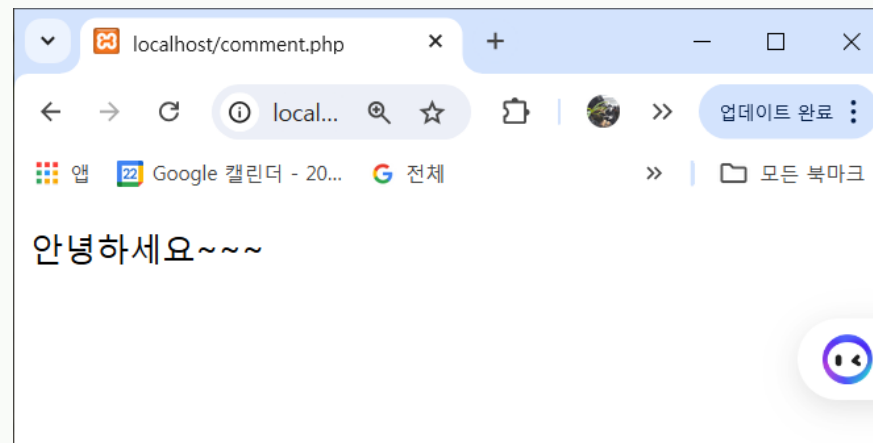 localhost/comment.php
local...
업데이트 완료
앱
22 Google 캘린더 - 20...
G 전체
모든 북마크
안녕하세요~~~